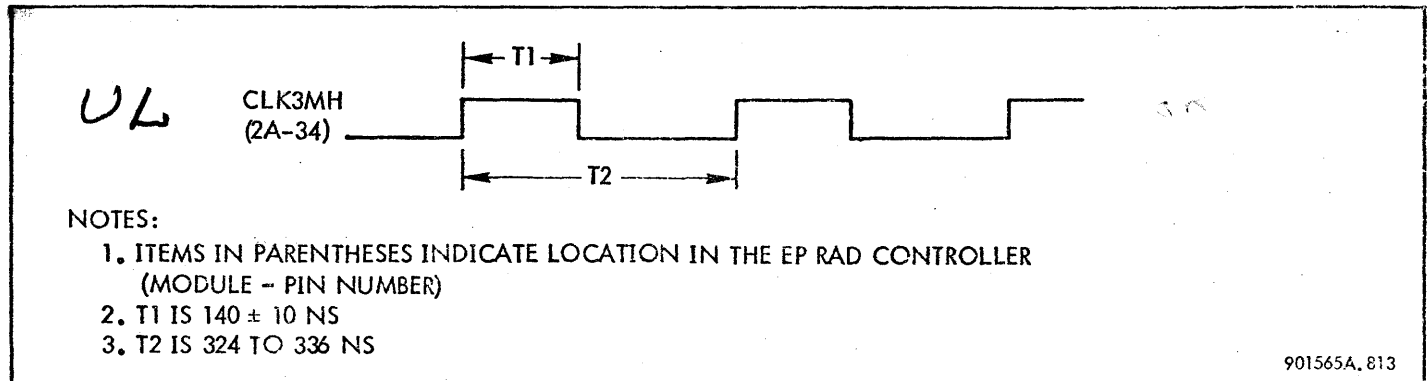 T1
UL CLK3MH
(2A-34)
T2
NOTES:
1. ITEMS IN PARENTHESES INDICATE LOCATION IN THE EP RAD CONTROLLER
(MODULE - PIN NUMBER)
2. T1 IS 140 ± 10 NS
3. T2 IS 324 TO 336 NS
901565A.813